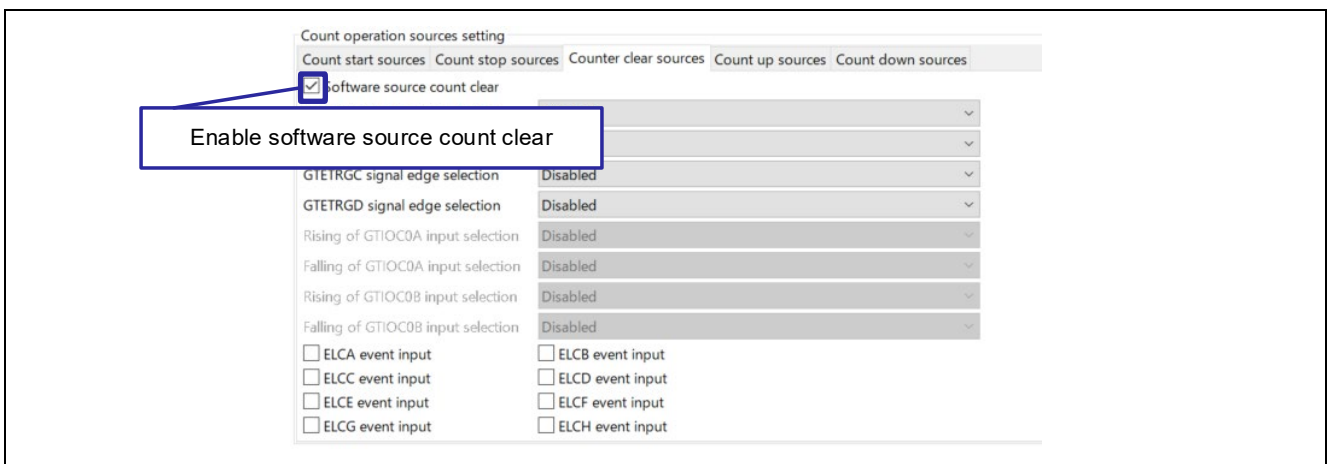 Count operation sources setting
Count start sources Count stop sources Counter clear sources Count up sources Count down sources
Software source count clear
Enable software source count clear
GTETRGC signal edge selection Disabled
GTETRGD signal edge selection Disabled
Rising of GTIOC0A input selection Disabled
Falling of GTIOC0A input selection Disabled
Rising of GTIOC0B input selection Disabled
Falling of GTIOC0B input selection Disabled
ELCA event input ELCB event input
ELCC event input ELCD event input
ELCE event input ELCF event input
ELCG event input ELCH event input